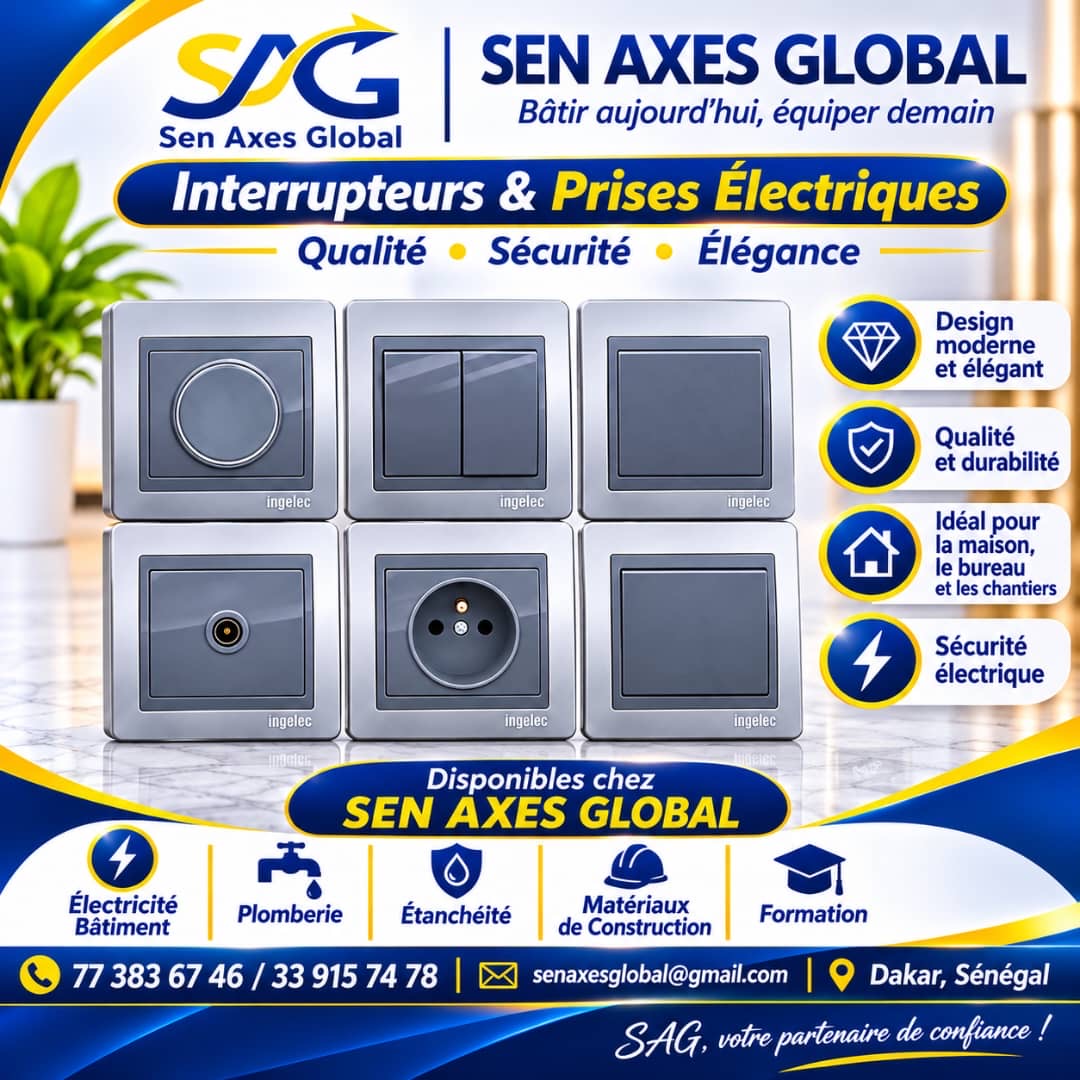 SAG
Sen Axes Global
SEN AXES GLOBAL
Bâtir aujourd'hui, équiper demain
Interrupteurs & Prises Électriques
Qualité • Sécurité • Élégance
ingelec
ingelec
ingelec
ingelec
ingelec
ingelec
Design
moderne
et élégant
Qualité
et durabilité
Idéal pour
la maison,
le bureau
et les chantiers
Sécurité
électrique
Disponibles chez
SEN AXES GLOBAL
Électricité
Bâtiment
Plomberie
Étanchéité
Matériaux
de Construction
Formation
77 383 67 46 / 33 915 74 78
senaxesglobal@gmail.com
Dakar, Sénégal
SAG, votre partenaire de confiance !